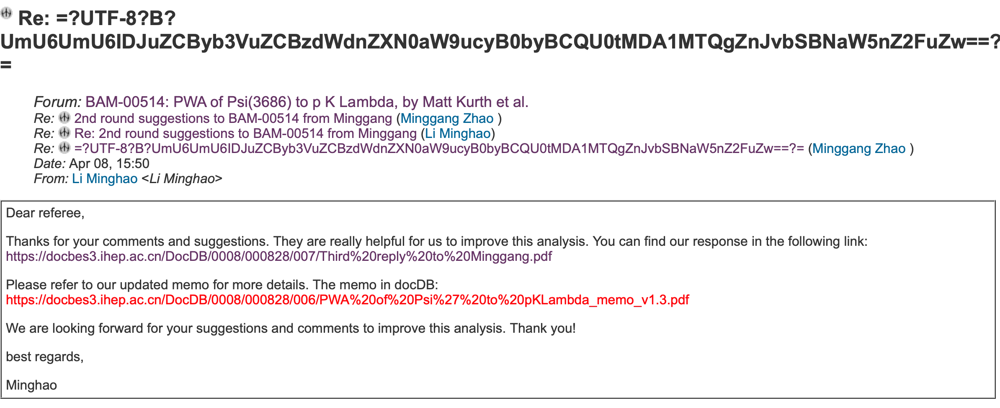 Re: =?UTF-8?B?
UmU6UmU6IDJuZCByb3VuZCBzdWdnZXN0aW9ucyB0byBCQU0tMDA1MTQgZnJvbSBNaW5nZ2FuZw==?
=
Forum: BAM-00514: PWA of Psi(3686) to p K Lambda, by Matt Kurth et al.
Re: 2nd round suggestions to BAM-00514 from Minggang (Minggang Zhao )
Re: Re: 2nd round suggestions to BAM-00514 from Minggang (Li Minghao)
Re: =?UTF-8?B?UmU6UmU6IDJuZCByb3VuZCBzdWdnZXN0aW9ucyB0byBCQU0tMDA1MTQgZnJvbSBNaW5nZ2FuZw==?= (Minggang Zhao )
Date: Apr 08, 15:50
From: Li Minghao <Li Minghao>
Dear referee,
Thanks for your comments and suggestions. They are really helpful for us to improve this analysis. You can find our response in the following link:
https://docbes3.ihep.ac.cn/DocDB/0008/000828/007/Third%20reply%20to%20Minggang.pdf
Please refer to our updated memo for more details. The memo in docDB:
https://docbes3.ihep.ac.cn/DocDB/0008/000828/006/PWA%20of%20Psi%27%20to%20pKLambda_memo_v1.3.pdf
We are looking forward for your suggestions and comments to improve this analysis. Thank you!
best regards,
Minghao